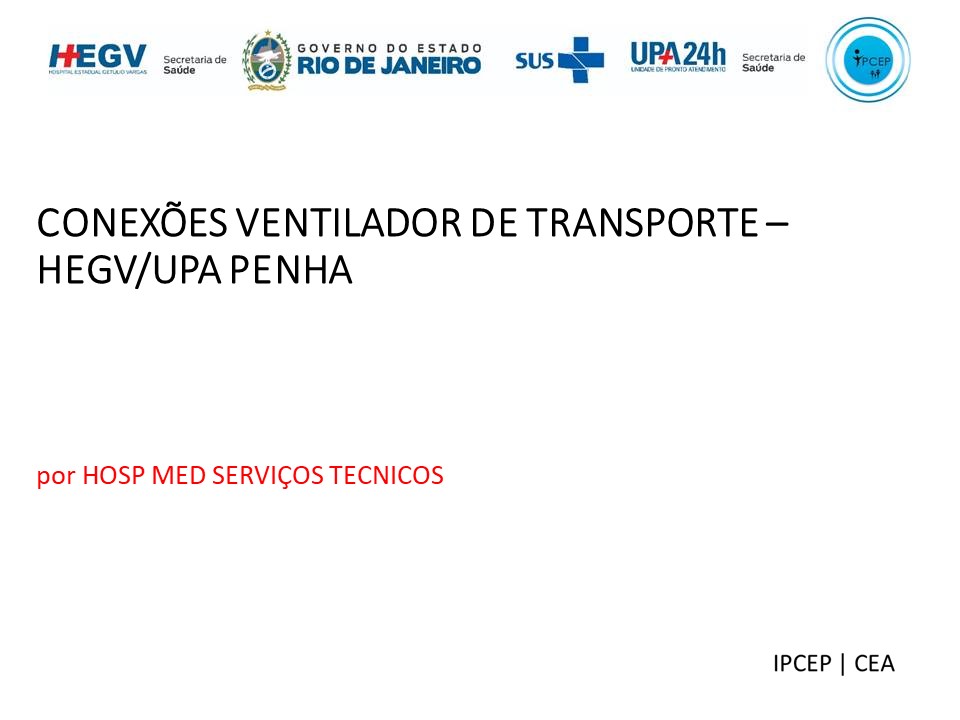 HEGV
HOSPITAL ESTADUAL GETULIO VARGAS
Secretaria de
Saúde
GOVERNO DO ESTADO
RIO DE JANEIRO
SUS
UPA 24h
UNIDADE DE PRONTO ATENDIMENTO
Secretaria de
Saúde
IPCEP
CONEXÕES VENTILADOR DE TRANSPORTE –
HEGV/UPA PENHA
por HOSP MED SERVIÇOS TECNICOS
IPCEP | CEA